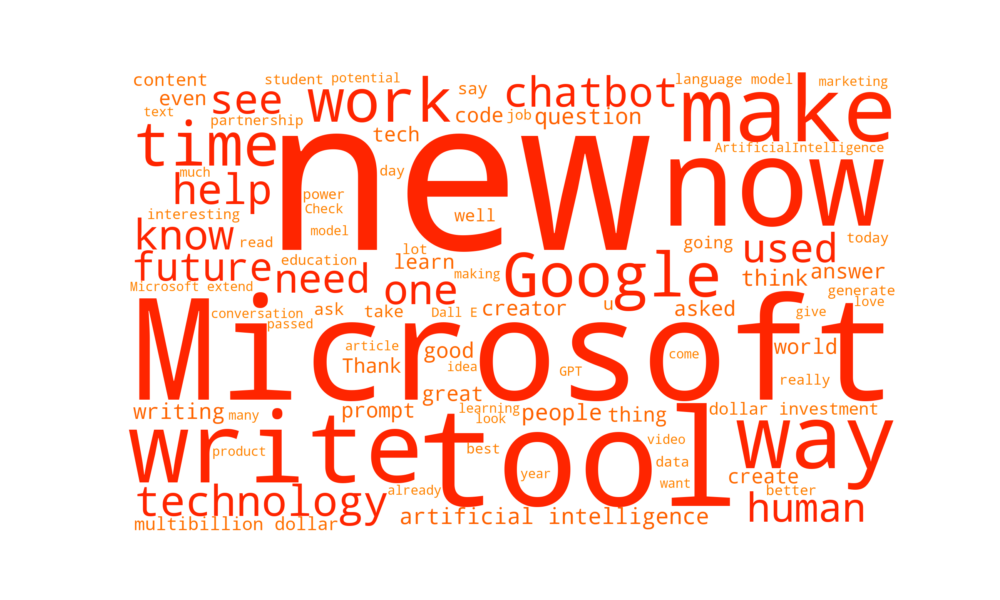 content
student
potential
say
chatbot
language model
marketing
even
see
work
make
text
partnership
code
job
question
time
tech
new
now
ArtificialIntelligence
much
help
day
power
Check
well
interesting
know
read
model
lot
going
used
today
future
education
learn
need
making
Google
think
answer
Microsoft extend
one
generate
love
conversation
passed
ask
take
Dall E
creator
u
asked
give
Microsoft
article
Thank
good
idea
GPT
come
world
really
great
writing
many
prompt
learning
look
people
thing
dollar investment
write
tool
way
product
best
year
video
data
want
create
better
technology
already
human
multibillion dollar
artificial intelligence